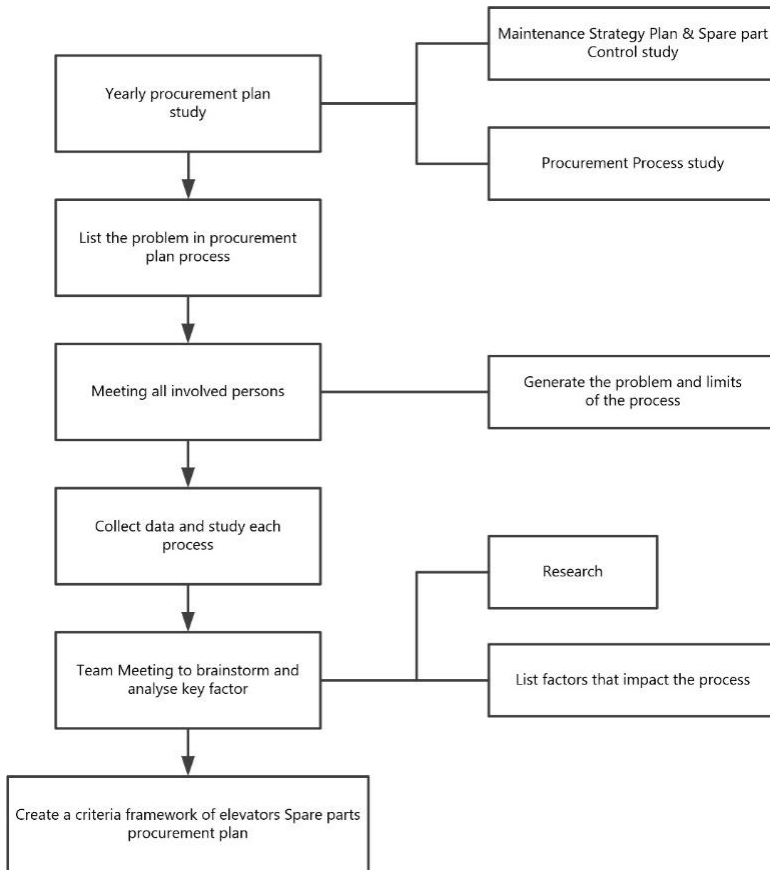 Maintenance Strategy Plan & Spare part
Control study
Yearly procurement plan
study
Procurement Process study
List the problem in procurement
plan process
Meeting all involved persons
Generate the problem and limits
of the process
Collect data and study each
process
Research
Team Meeting to brainstorm and
analyse key factor
List factors that impact the process
Create a criteria framework of elevators Spare parts
procurement plan